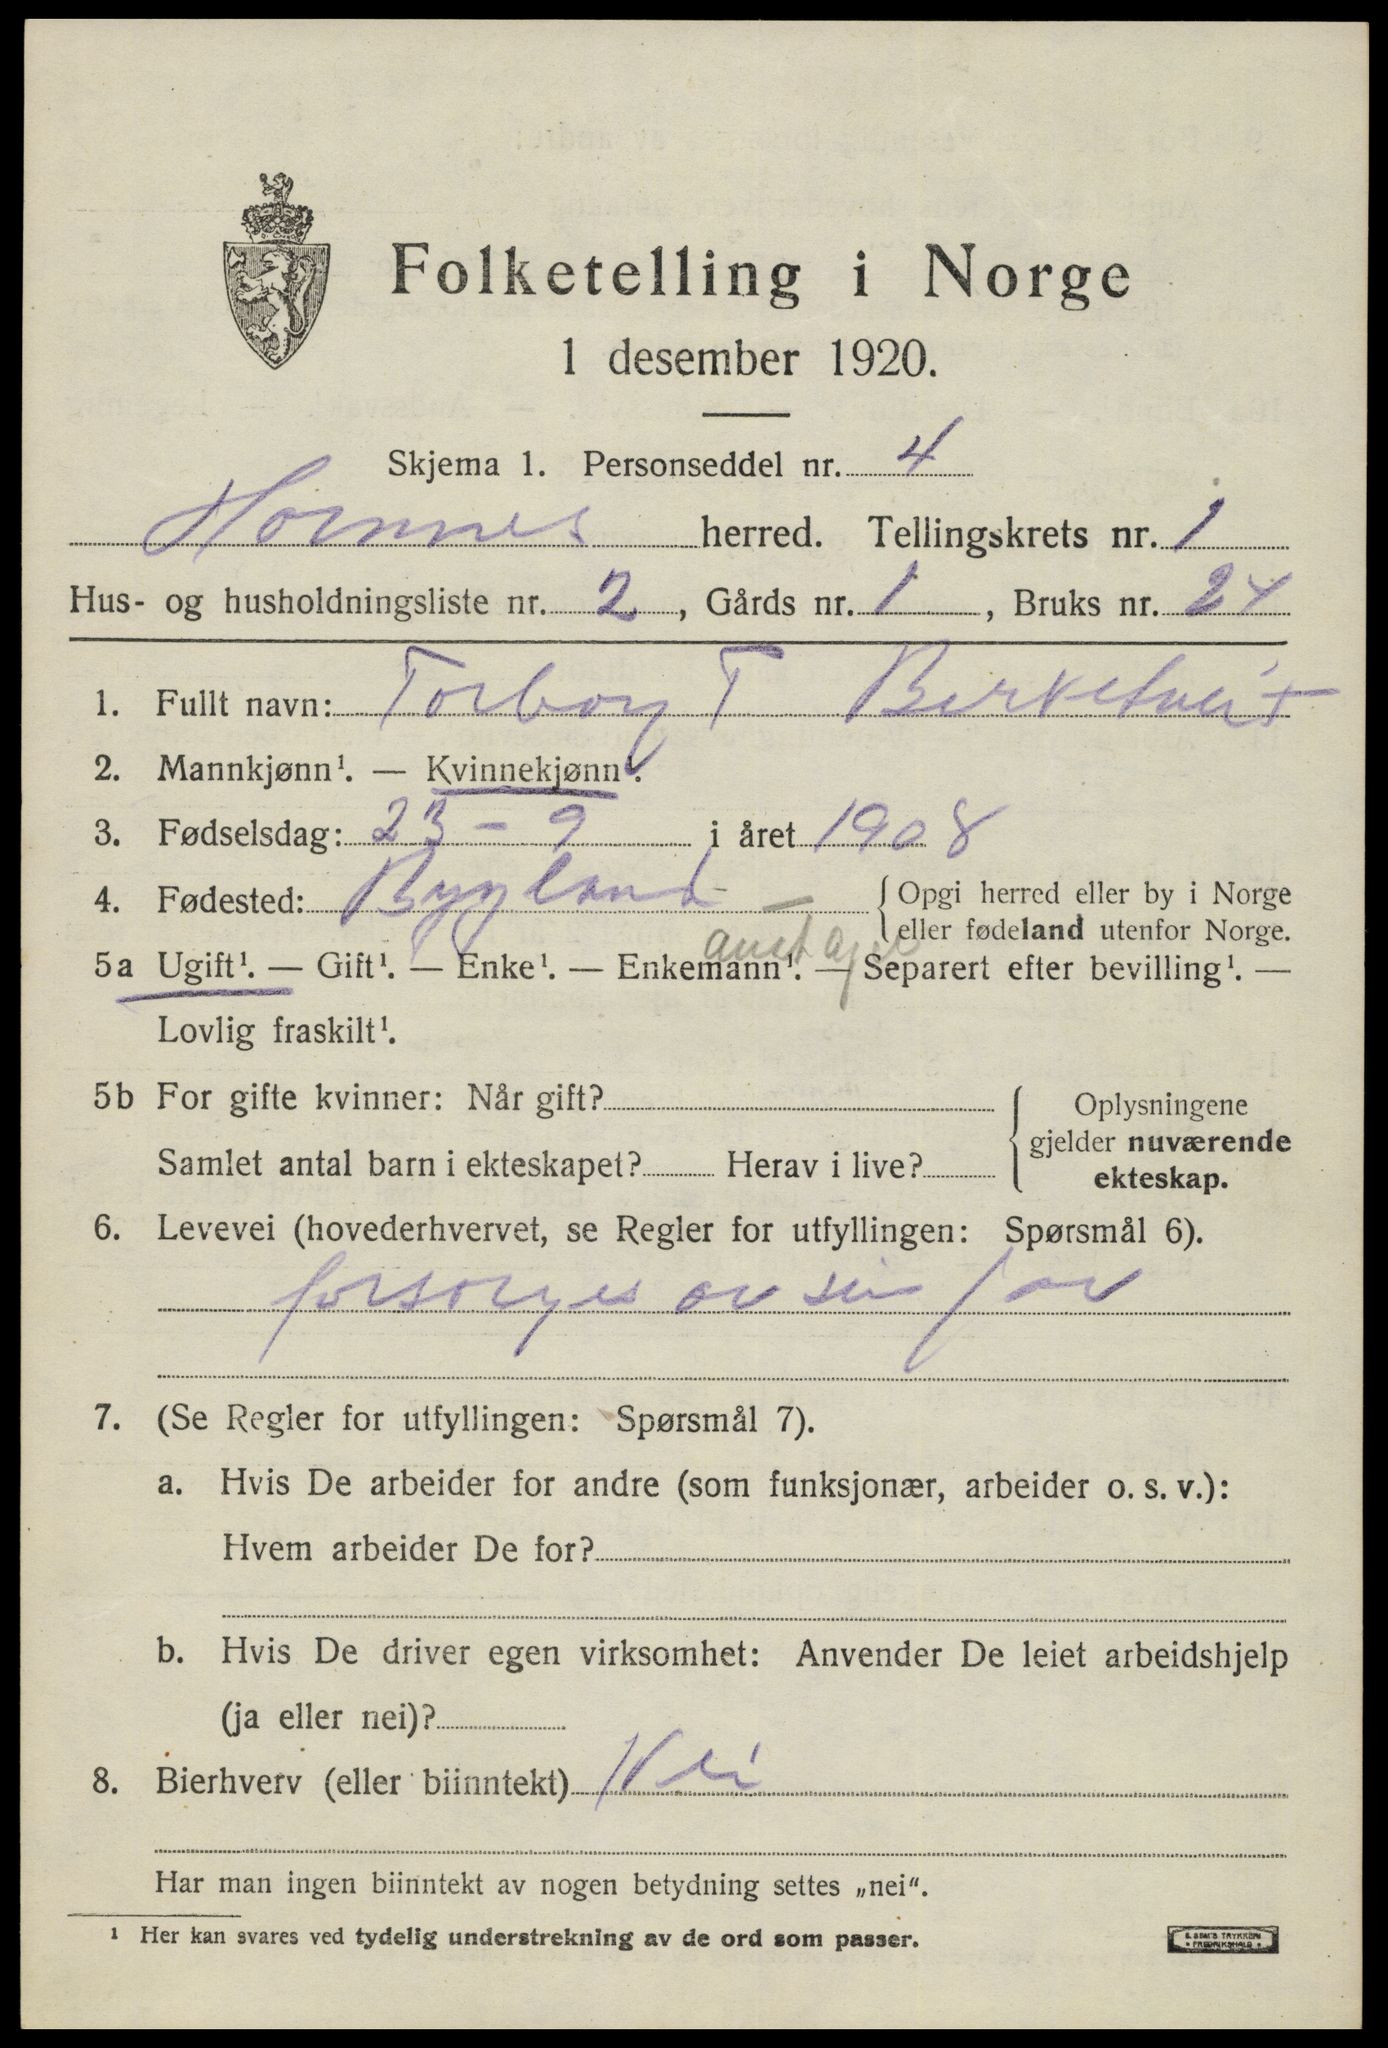 Folketelling i Norge
1 desember 1920.
Skjema 1. Personseddel nr. 4
Hornnes herred. Tellingskrets nr. 1
Hus- og husholdningsliste nr. 2, Gårds nr. 1, Bruks nr. 24
1. Fullt navn: Torborg T Birketveit
2. Mannkjønn¹. — Kvinnekjønn¹.
3. Fødselsdag: 23 - 9 i året 1908
4. Fødested: Bygland — { Opgi herred eller by i Norge
eller fødeland utenfor Norge.
aust agd
5a Ugift¹. — Gift¹. — Enke¹. — Enkemann¹. — Separert efter bevilling¹. —
Lovlig fraskilt¹.
5b For gifte kvinner: Når gift? { Oplysningene
gjelder nuværende
Samlet antal barn i ekteskapet? Herav i live?
ekteskap.
6. Levevei (hovederhvervet, se Regler for utfyllingen: Spørsmål 6).
forsørges av sin far
7. (Se Regler for utfyllingen: Spørsmål 7).
a. Hvis De arbeider for andre (som funksjonær, arbeider o. s. v.):
Hvem arbeider De for?
b. Hvis De driver egen virksomhet: Anvender De leiet arbeidshjelp
(ja eller nei)?
8. Bierhverv (eller biinntekt) Nei
Har man ingen biinntekt av nogen betydning settes „nei“.
¹ Her kan svares ved tydelig understrekning av de ord som passer.
TRYKKERI
FREDRIKSHALD